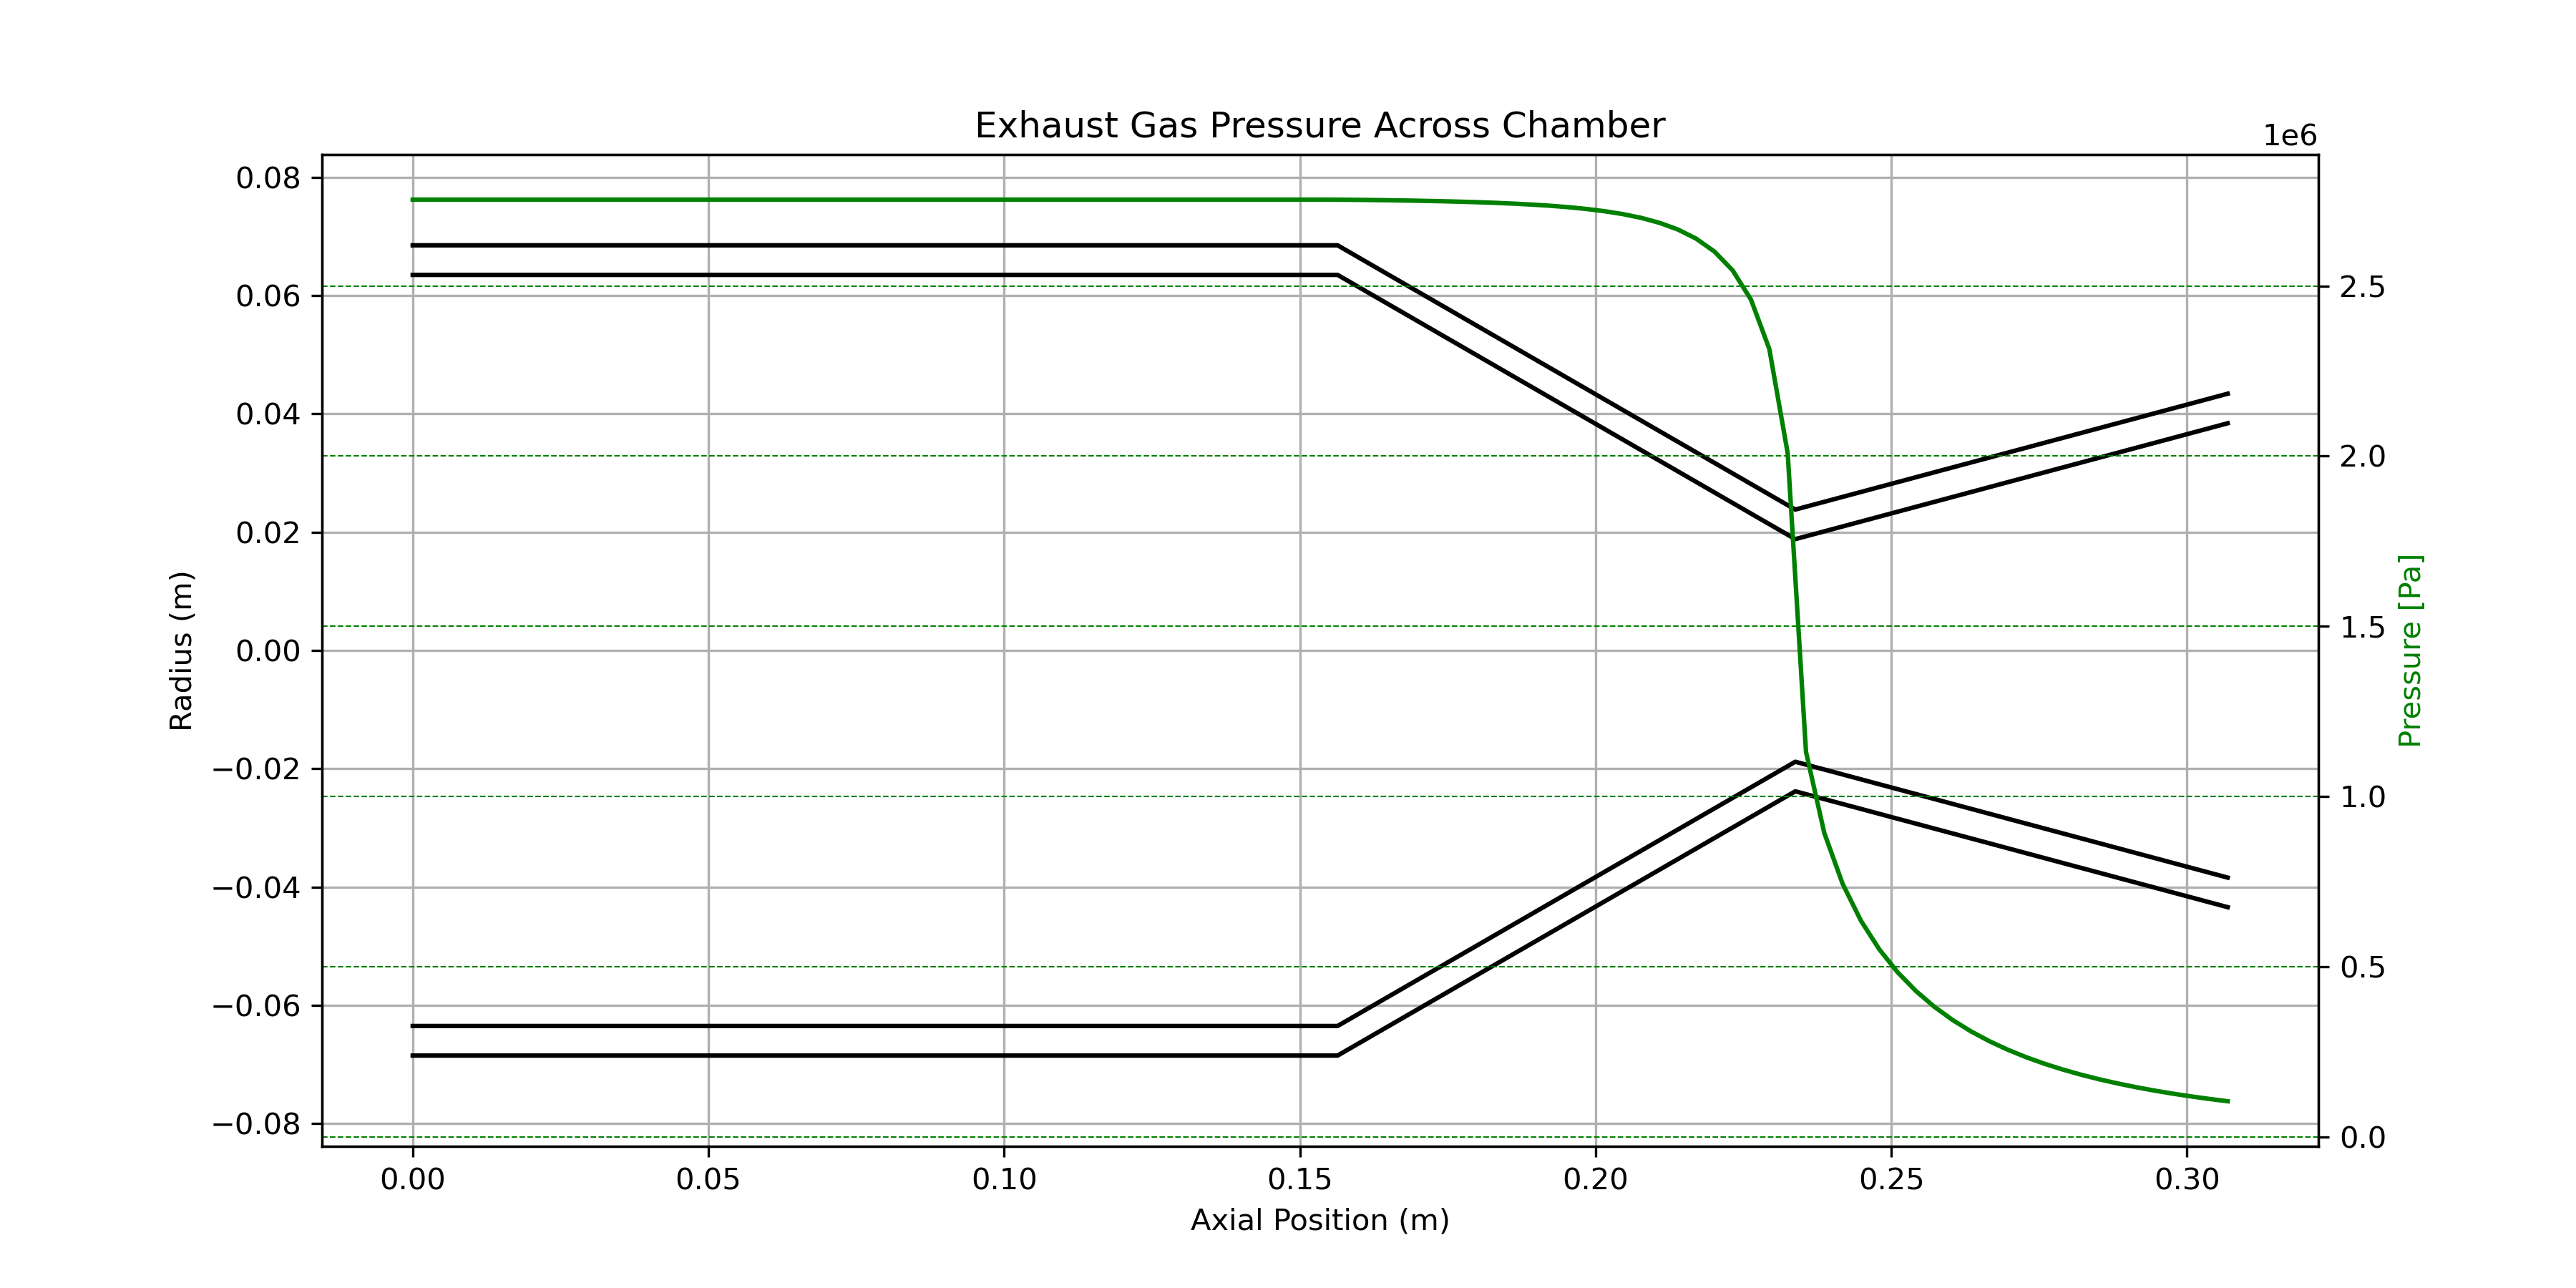 Exhaust Gas Pressure Across Chamber
1e6
0.08
0.06
0.04
0.02
0.00
−0.02
−0.04
−0.06
−0.08
Radius (m)
2.5
2.0
1.5
1.0
0.5
0.0
Pressure [Pa]
0.00 0.05 0.10 0.15 0.20 0.25 0.30
Axial Position (m)